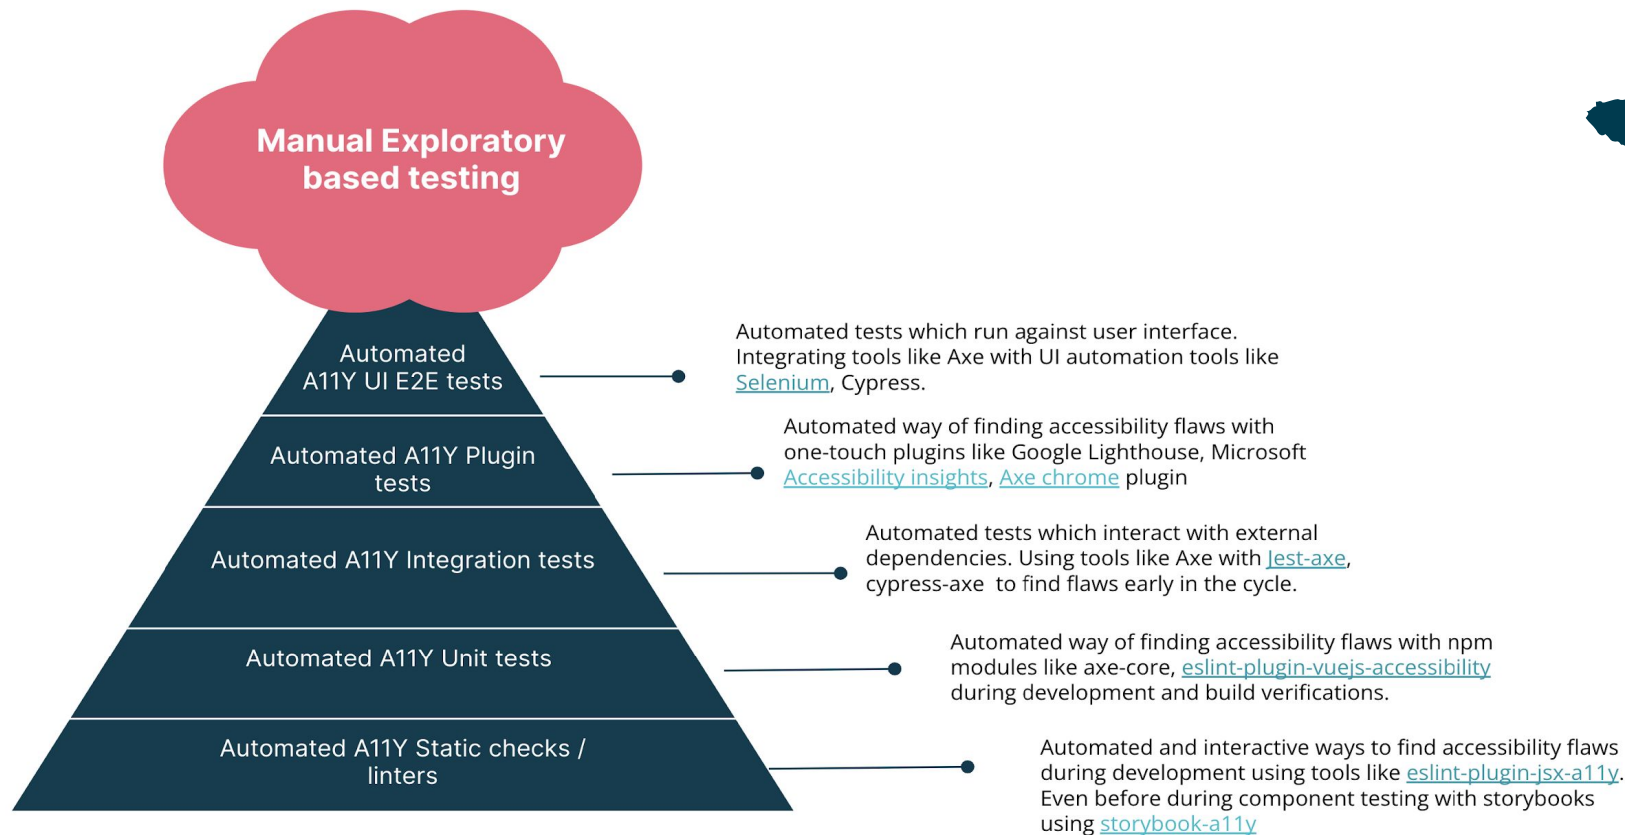 Manual Exploratory
based testing
Automated
A11Y UI E2E tests
Automated tests which run against user interface.
Integrating tools like Axe with UI automation tools like
Selenium, Cypress.
Automated A11Y Plugin
tests
Automated way of finding accessibility flaws with
one-touch plugins like Google Lighthouse, Microsoft
Accessibility insights, Axe chrome plugin
Automated A11Y Integration tests
Automated tests which interact with external
dependencies. Using tools like Axe with Jest-axe,
cypress-axe  to find flaws early in the cycle.
Automated A11Y Unit tests
Automated way of finding accessibility flaws with npm
modules like axe-core, eslint-plugin-vuejs-accessibility
during development and build verifications.
Automated A11Y Static checks /
linters
Automated and interactive ways to find accessibility flaws
during development using tools like eslint-plugin-jsx-a11y.
Even before during component testing with storybooks
using storybook-a11y